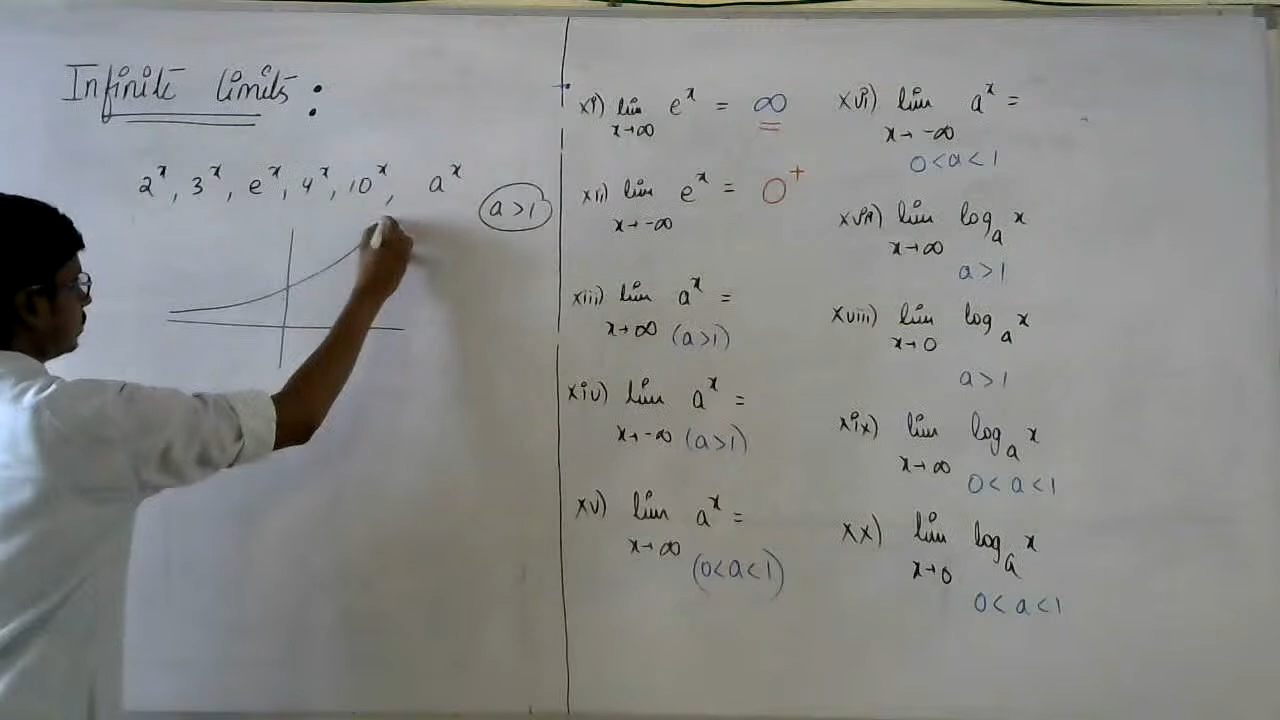 Infinite limits :
2^x, 3^x, e^x, 4^x, 10^x, a^x
a > 1
xi) lim e^x = ∞
x→∞
xii) lim e^x = 0^+
x→-∞
xiii) lim a^x =
x→∞ (a>1)
xiv) lim a^x =
x→-∞ (a>1)
xv) lim a^x =
x→∞ (0<a<1)
xvi) lim a^x =
x→-∞
0<a<1
xvii) lim log_a x
x→∞
a>1
xviii) lim log_a x
x→0
a>1
xix) lim log_a x
x→∞
0<a<1
xx) lim log_a x
x→0
0<a<1